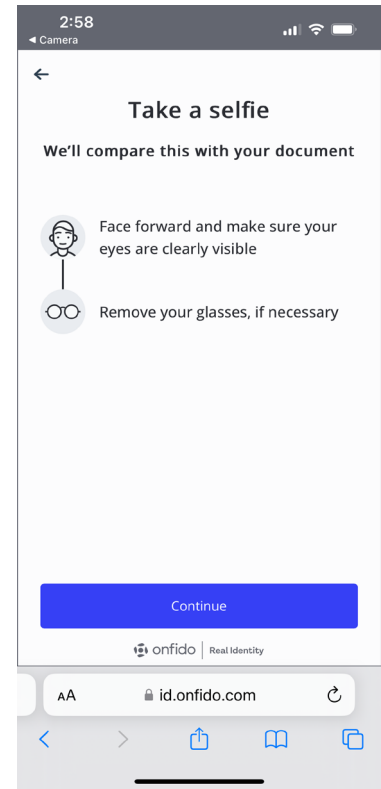 2:58
◄ Camera
Take a selfie
We'll compare this with your document
Face forward and make sure your
eyes are clearly visible
Remove your glasses, if necessary
Continue
onfido | Real Identity
AA
id.onfido.com